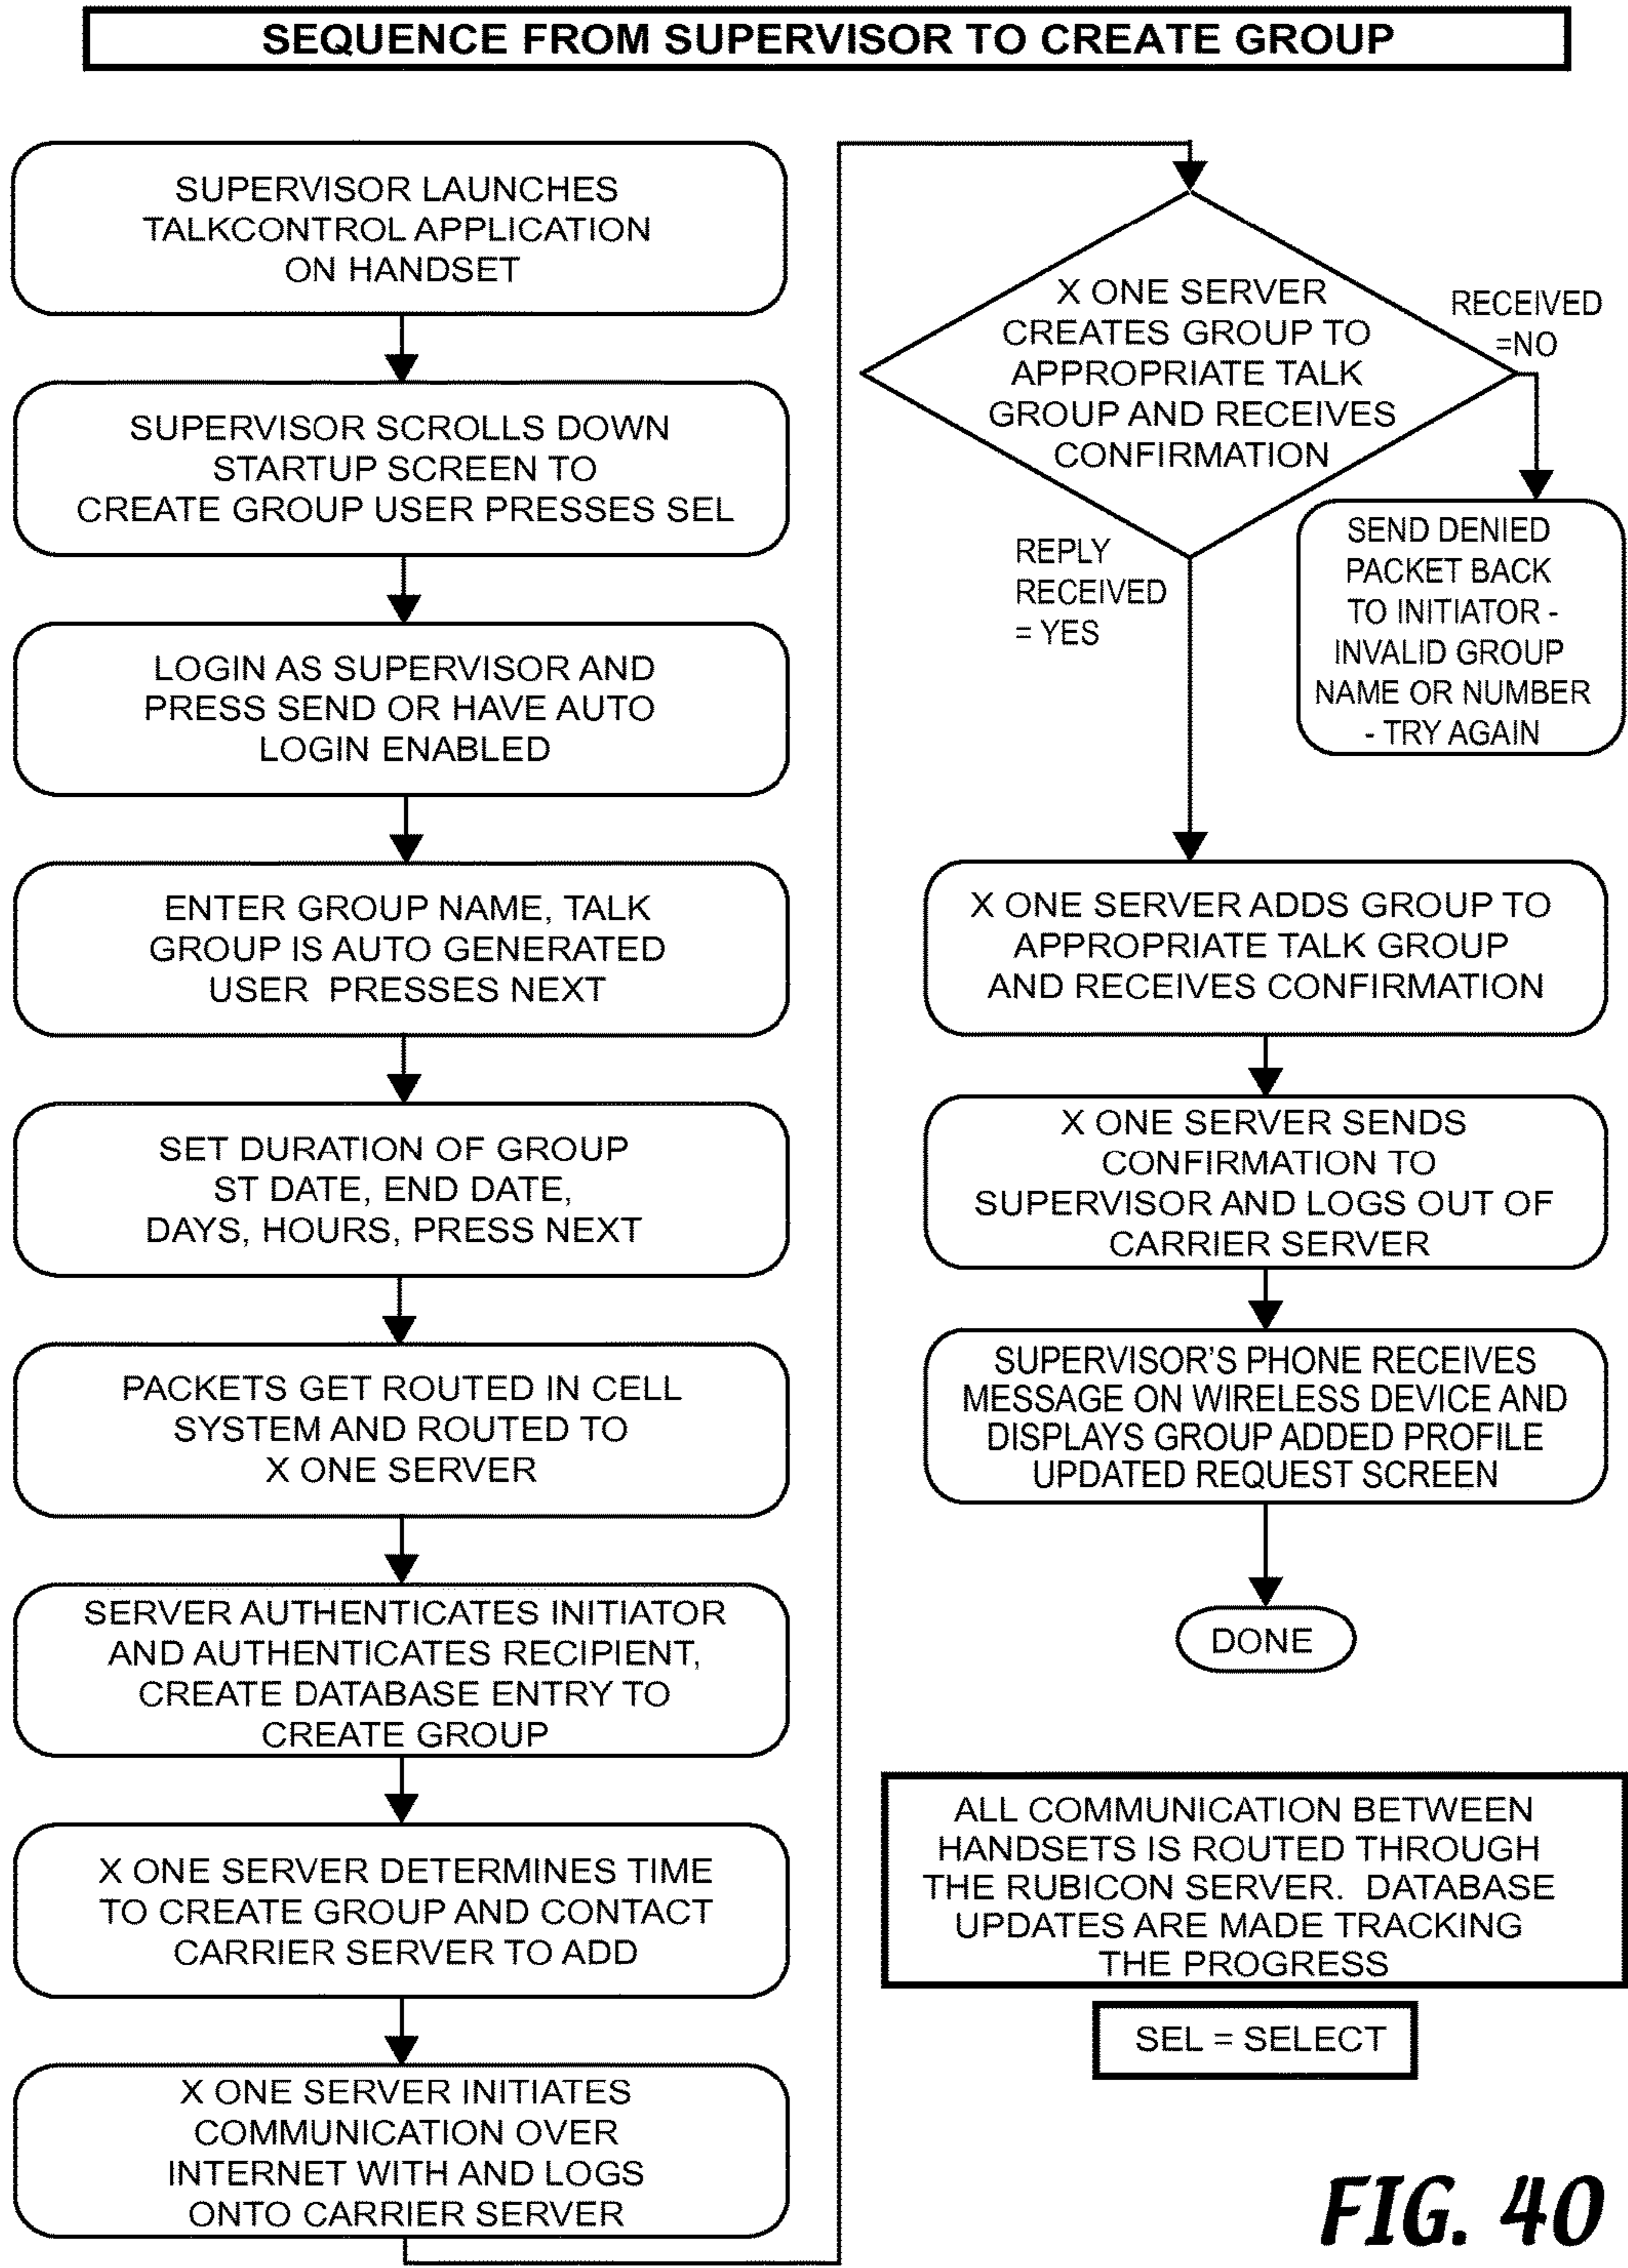 SEQUENCE FROM SUPERVISOR TO CREATE GROUP
SUPERVISOR LAUNCHES
TALKCONTROL APPLICATION
ON HANDSET
SUPERVISOR SCROLLS DOWN
STARTUP SCREEN TO
CREATE GROUP USER PRESSES SEL
LOGIN AS SUPERVISOR AND
PRESS SEND OR HAVE AUTO
LOGIN ENABLED
ENTER GROUP NAME, TALK
GROUP IS AUTO GENERATED
USER PRESSES NEXT
SET DURATION OF GROUP
ST DATE, END DATE,
DAYS, HOURS, PRESS NEXT
PACKETS GET ROUTED IN CELL
SYSTEM AND ROUTED TO
X ONE SERVER
SERVER AUTHENTICATES INITIATOR
AND AUTHENTICATES RECIPIENT,
CREATE DATABASE ENTRY TO
CREATE GROUP
X ONE SERVER DETERMINES TIME
TO CREATE GROUP AND CONTACT
CARRIER SERVER TO ADD
X ONE SERVER INITIATES
COMMUNICATION OVER
INTERNET WITH AND LOGS
ONTO CARRIER SERVER
X ONE SERVER
CREATES GROUP TO
APPROPRIATE TALK
GROUP AND RECEIVES
CONFIRMATION
RECEIVED
=NO
SEND DENIED
PACKET BACK
TO INITIATOR -
INVALID GROUP
NAME OR NUMBER
- TRY AGAIN
REPLY
RECEIVED
= YES
X ONE SERVER ADDS GROUP TO
APPROPRIATE TALK GROUP
AND RECEIVES CONFIRMATION
X ONE SERVER SENDS
CONFIRMATION TO
SUPERVISOR AND LOGS OUT OF
CARRIER SERVER
SUPERVISOR'S PHONE RECEIVES
MESSAGE ON WIRELESS DEVICE AND
DISPLAYS GROUP ADDED PROFILE
UPDATED REQUEST SCREEN
DONE
ALL COMMUNICATION BETWEEN
HANDSETS IS ROUTED THROUGH
THE RUBICON SERVER. DATABASE
UPDATES ARE MADE TRACKING
THE PROGRESS
SEL = SELECT
FIG. 40